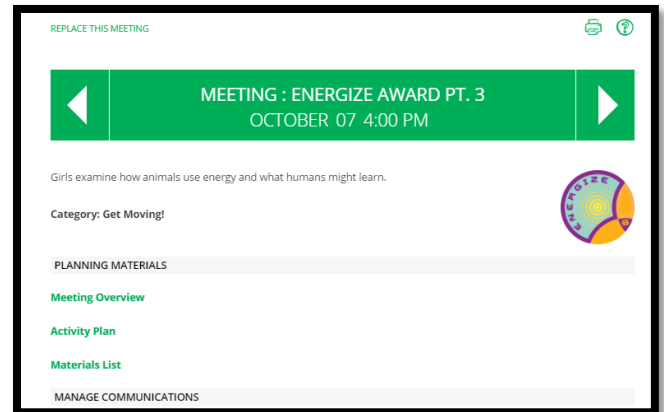 REPLACE THIS MEETING
MEETING : ENERGIZE AWARD PT. 3
OCTOBER 07 4:00 PM
Girls examine how animals use energy and what humans might learn.
ENERGIZE
Category: Get Moving!
PLANNING MATERIALS
Meeting Overview
Activity Plan
Materials List
MANAGE COMMUNICATIONS